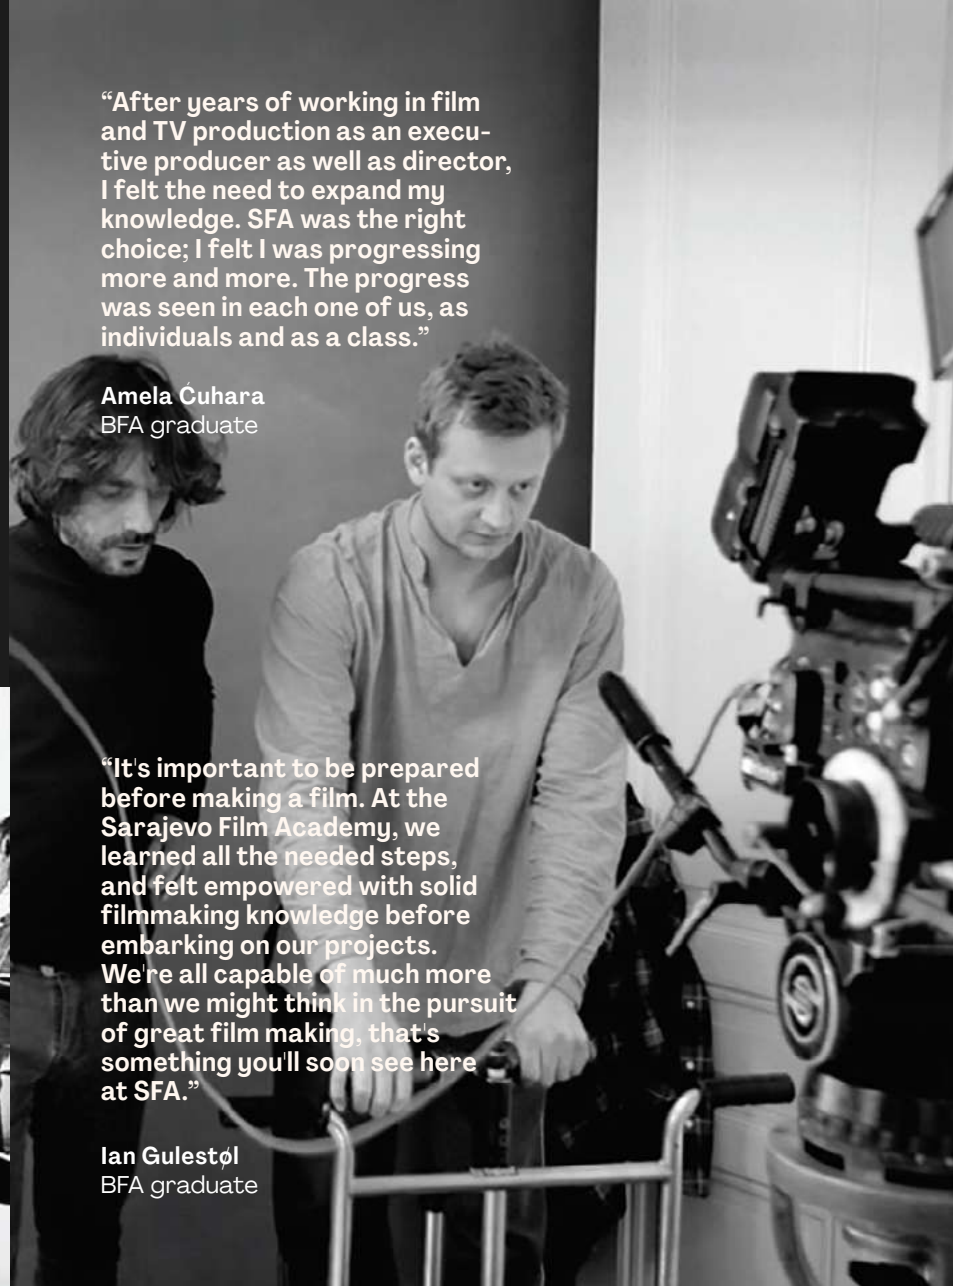 “After years of working in film
and TV production as an execu-
tive producer as well as director,
I felt the need to expand my
knowledge. SFA was the right
choice; I felt I was progressing
more and more. The progress
was seen in each one of us, as
individuals and as a class.”
Amela Ćuhara
BFA graduate
“It's important to be prepared
before making a film. At the
Sarajevo Film Academy, we
learned all the needed steps,
and felt empowered with solid
filmmaking knowledge before
embarking on our projects.
We're all capable of much more
than we might think in the pursuit
of great film making, that's
something you'll soon see here
at SFA.”
Ian Gulestøl
BFA graduate